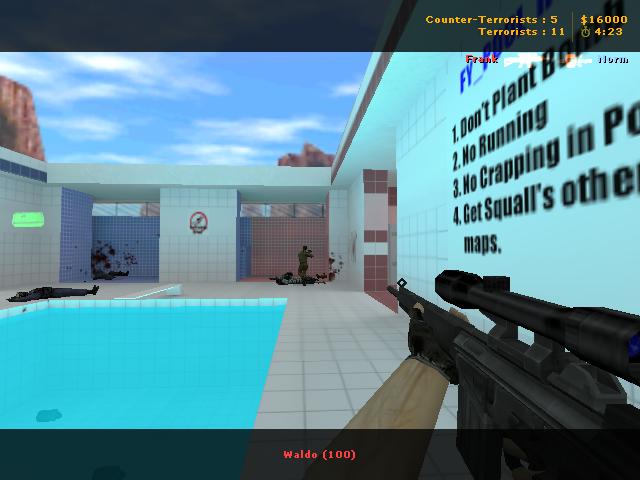 Counter-Terrorists : 5 $16000
Terrorists : 11 4:23
Frank Norm
1. Don't Plant Bomb
2. No Running
3. No Crapping in Po
4. Get Squall's other
maps.
Waldo (100)